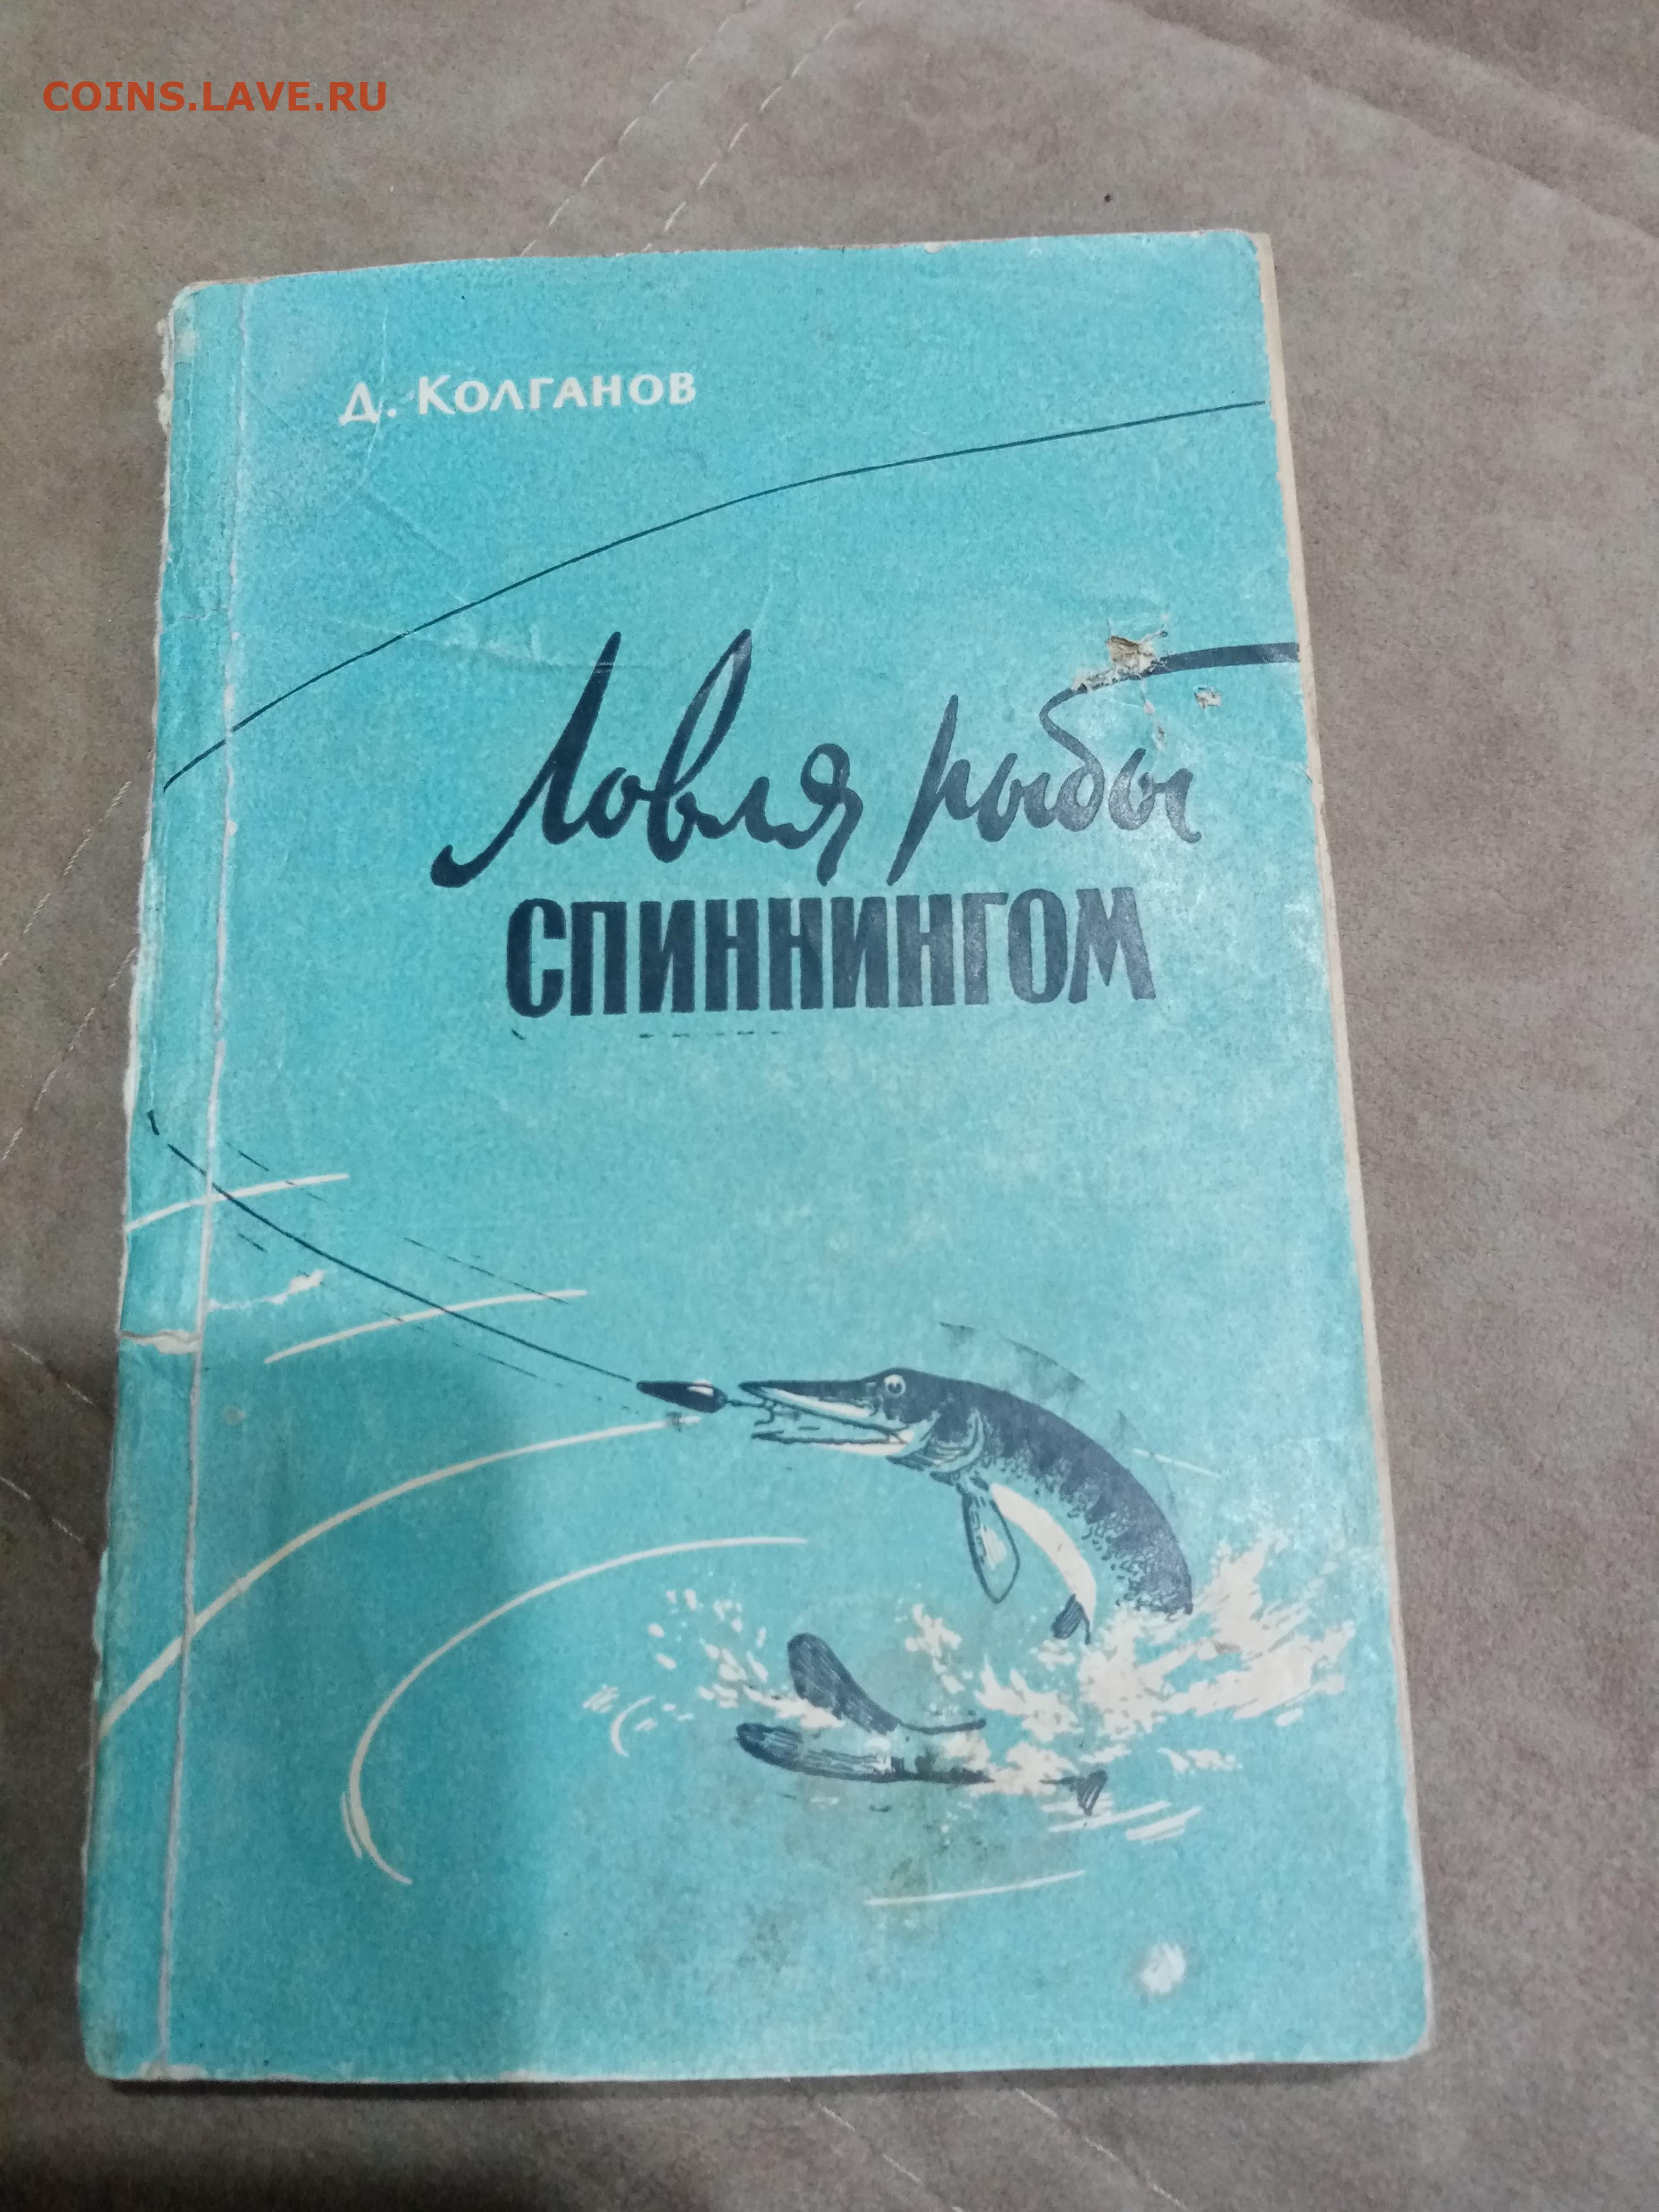 COINS.LAVE.RU
Д. Колганов
Ловля рыбы
СПИННИНГОМ